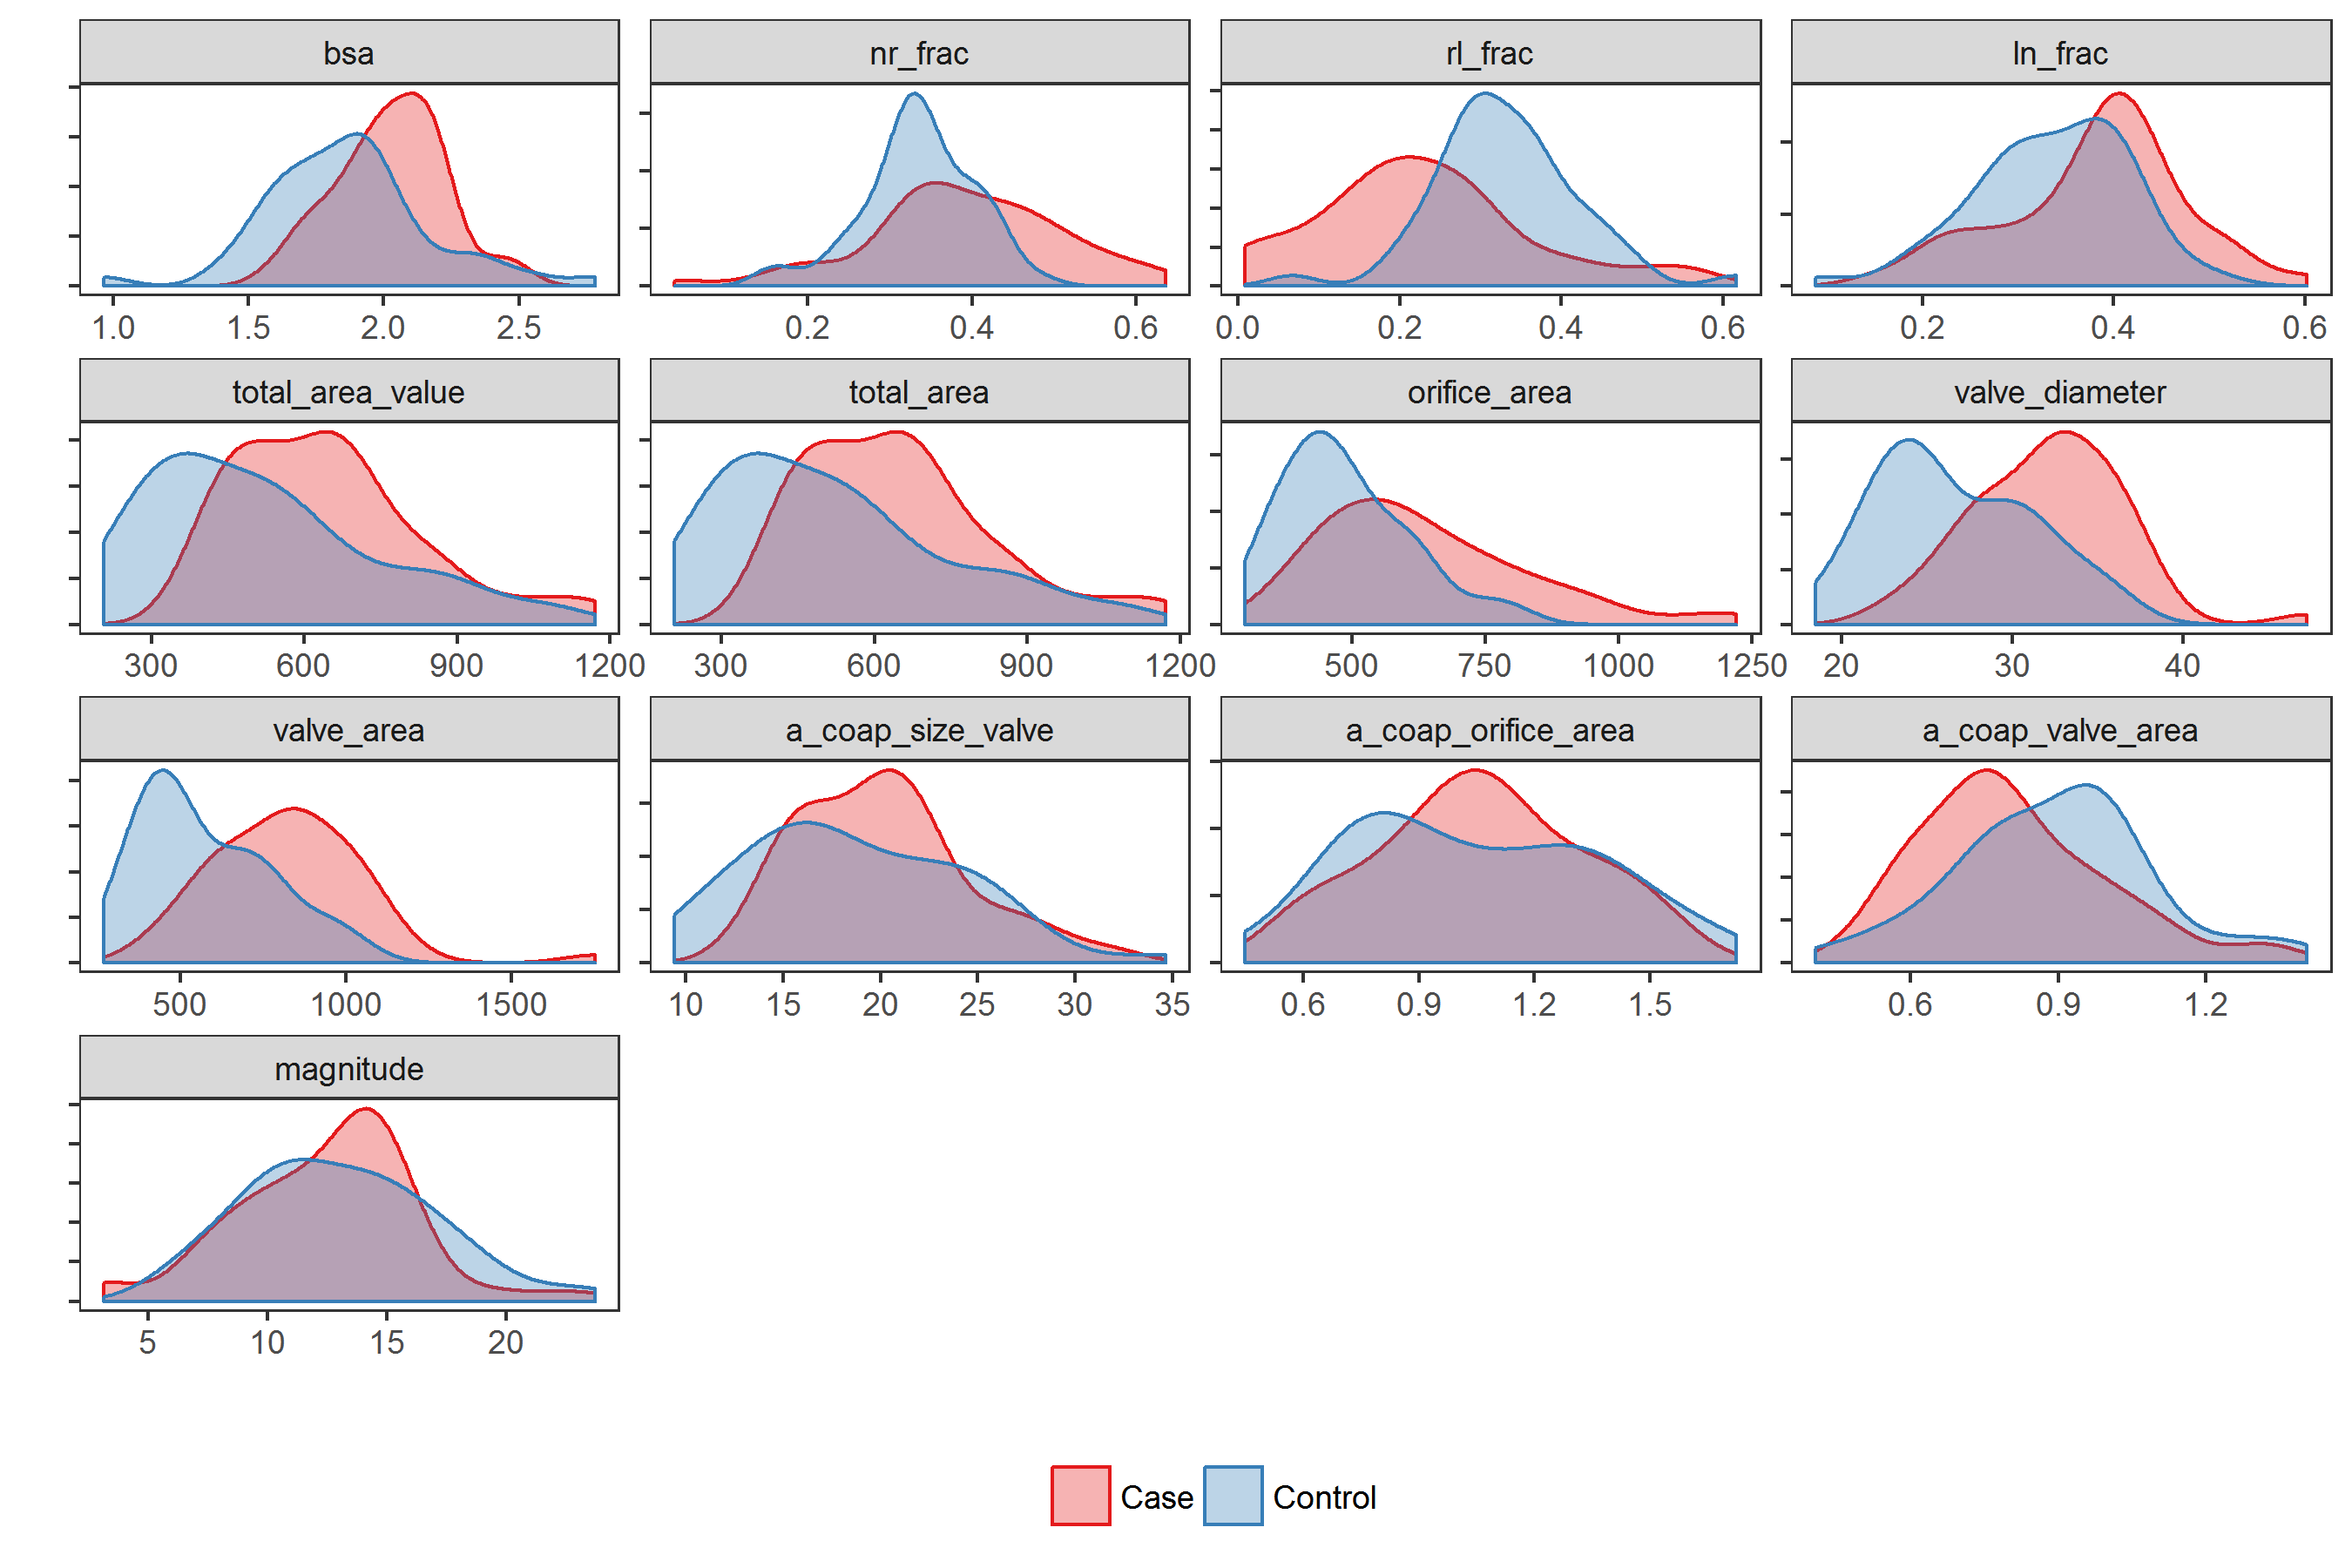 bsa nr_frac rl_frac ln_frac
1.0 1.5 2.0 2.5 0.2 0.4 0.6 0.0 0.2 0.4 0.6 0.2 0.4 0.6
total_area_value total_area orifice_area valve_diameter
300 600 900 1200 300 600 900 1200 500 750 1000 1250 20 30 40
valve_area a_coap_size_valve a_coap_orifice_area a_coap_valve_area
500 1000 1500 10 15 20 25 30 35 0.6 0.9 1.2 1.5 0.6 0.9 1.2
magnitude
5 10 15 20
Case Control